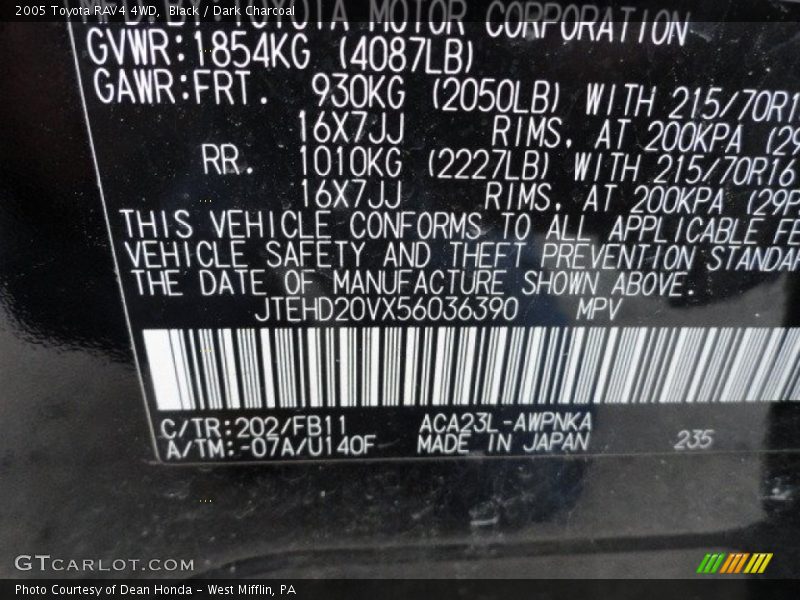 2005 Toyota RAV4 4WD, Black / Dark Charcoal
TOYOTA MOTOR CORPORATION
GVWR:1854KG (4087LB)
GAWR:FRT. 930KG (2050LB) WITH 215/70R1
16X7JJ RIMS, AT 200KPA (29
RR. 1010KG (2227LB) WITH 215/70R16
16X7JJ RIMS, AT 200KPA (29P
THIS VEHICLE CONFORMS TO ALL APPLICABLE FE
VEHICLE SAFETY AND THEFT PREVENTION STANDAR
THE DATE OF MANUFACTURE SHOWN ABOVE.
JTEHD20VX56036390 MPV
C/TR:202/FB11 ACA23L-AWPNKA
A/TM:-07A/U140F MADE IN JAPAN 235
GTCARLOT.COM
Photo Courtesy of Dean Honda - West Mifflin, PA